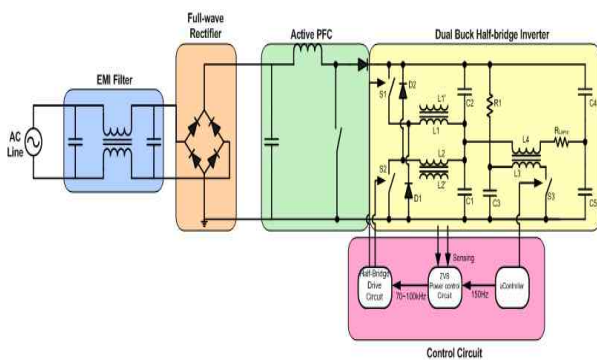 Full-wave
Rectifier
Active PFC
Dual Buck Half-bridge Inverter
EMI Filter
AC
Line
S1
D2
L1'
L1
C2
R1
C4
L4
RLamp
S2
L2
L2'
D1
C1
C3
L3
S3
C5
Sensing
Half-Bridge
Drive
Circuit
70~100kHz
ZVS
Power control
Circuit
150Hz
uController
Control Circuit